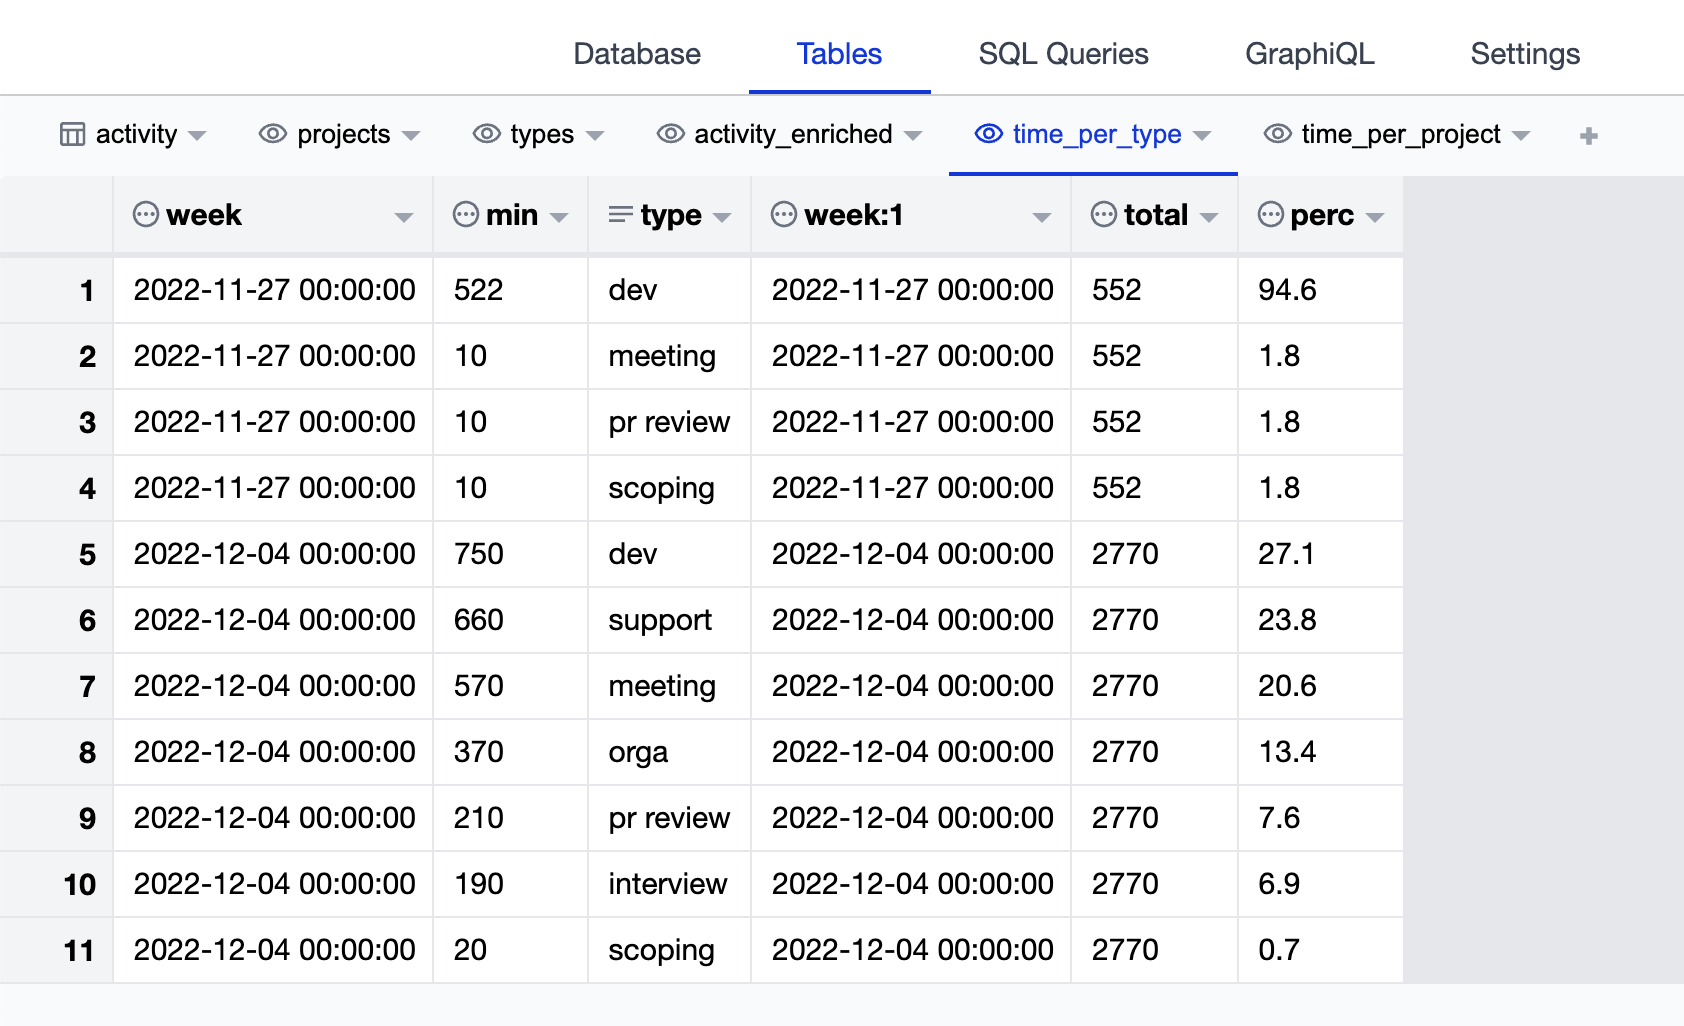 Database Tables SQL Queries GraphiQL Settings
activity projects types activity_enriched time_per_type time_per_project
week min type week:1 total perc
1 2022-11-27 00:00:00 522 dev 2022-11-27 00:00:00 552 94.6
2 2022-11-27 00:00:00 10 meeting 2022-11-27 00:00:00 552 1.8
3 2022-11-27 00:00:00 10 pr review 2022-11-27 00:00:00 552 1.8
4 2022-11-27 00:00:00 10 scoping 2022-11-27 00:00:00 552 1.8
5 2022-12-04 00:00:00 750 dev 2022-12-04 00:00:00 2770 27.1
6 2022-12-04 00:00:00 660 support 2022-12-04 00:00:00 2770 23.8
7 2022-12-04 00:00:00 570 meeting 2022-12-04 00:00:00 2770 20.6
8 2022-12-04 00:00:00 370 orga 2022-12-04 00:00:00 2770 13.4
9 2022-12-04 00:00:00 210 pr review 2022-12-04 00:00:00 2770 7.6
10 2022-12-04 00:00:00 190 interview 2022-12-04 00:00:00 2770 6.9
11 2022-12-04 00:00:00 20 scoping 2022-12-04 00:00:00 2770 0.7